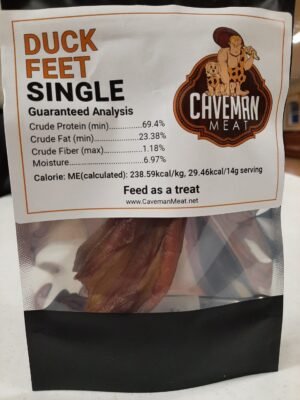 DUCK
FEET
SINGLE
Guaranteed Analysis
Crude Protein (min)..............69.4%
Crude Fat (min)....................23.38%
Crude Fiber (max)................1.18%
Moisture..............................6.97%
Calorie: ME(calculated): 238.59kcal/kg, 29.46kcal/14g serving
Feed as a treat
www.CavemanMeat.net
CAVEMAN
MEAT